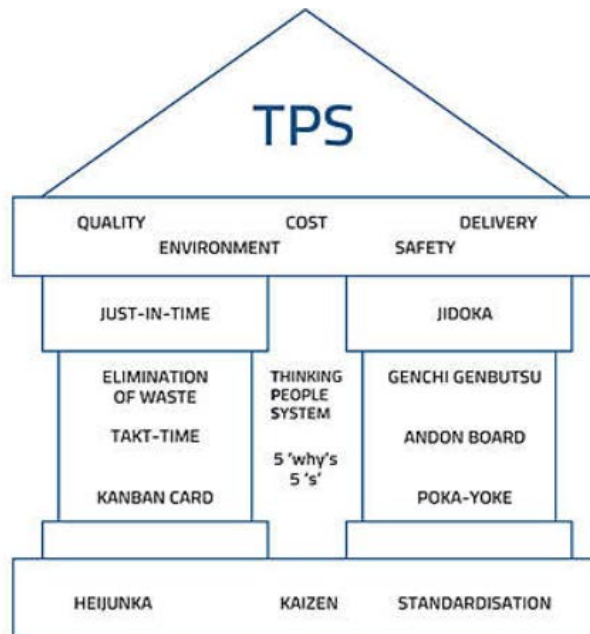 TPS
QUALITY COST DELIVERY
ENVIRONMENT SAFETY
JUST-IN-TIME
ELIMINATION
OF WASTE
TAKT-TIME
KANBAN CARD
THINKING
PEOPLE
SYSTEM
5 'why's
5 's'
JIDOKA
GENCHI GENBUTSU
ANDON BOARD
POKA-YOKE
HEIJUNKA KAIZEN STANDARDISATION